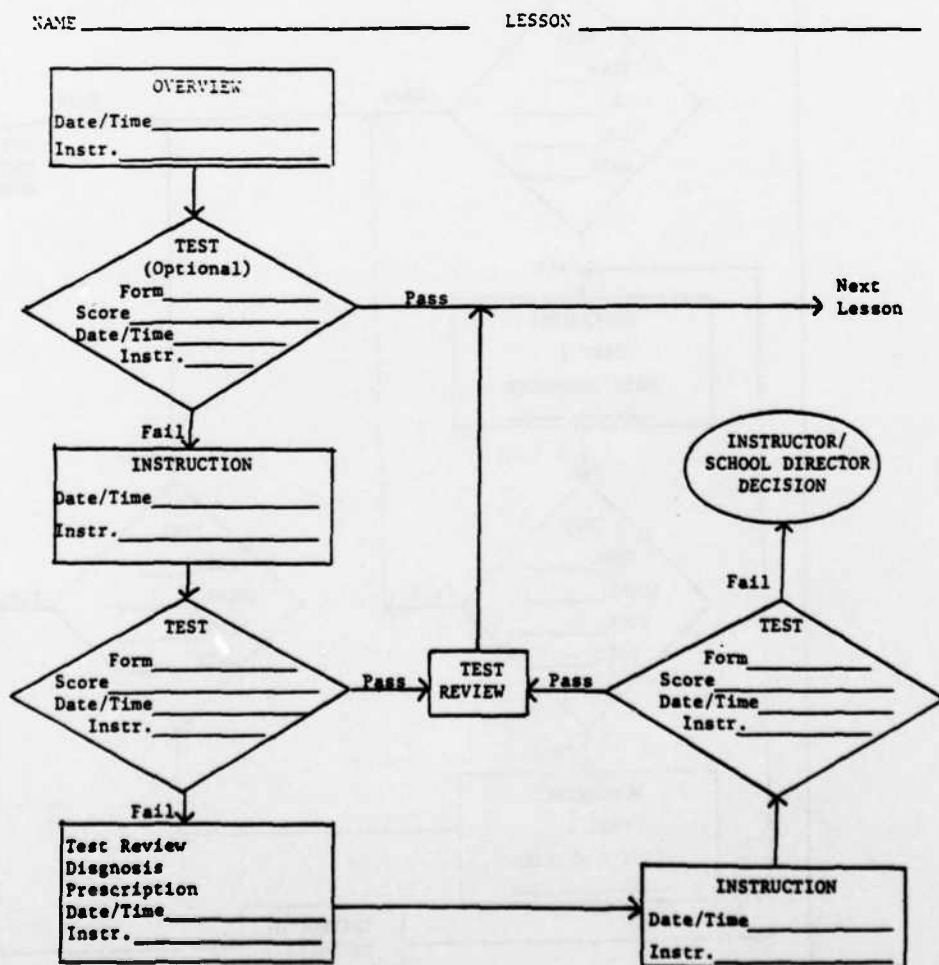 NAME
LESSON
OVERVIEW
Date/Time
Instr.
TEST
(Optional)
Form
Score
Date/Time
Instr.
Pass
Next
Lesson
Fail
INSTRUCTION
Date/Time
Instr.
INSTRUCTOR/
SCHOOL DIRECTOR
DECISION
Fail
TEST
Form
Score
Date/Time
Instr.
Pass
TEST
REVIEW
Pass
TEST
Form
Score
Date/Time
Instr.
Fail
Test Review
Disgnosis
Prescription
Date/Time
Instr.
INSTRUCTION
Date/Time
Instr.